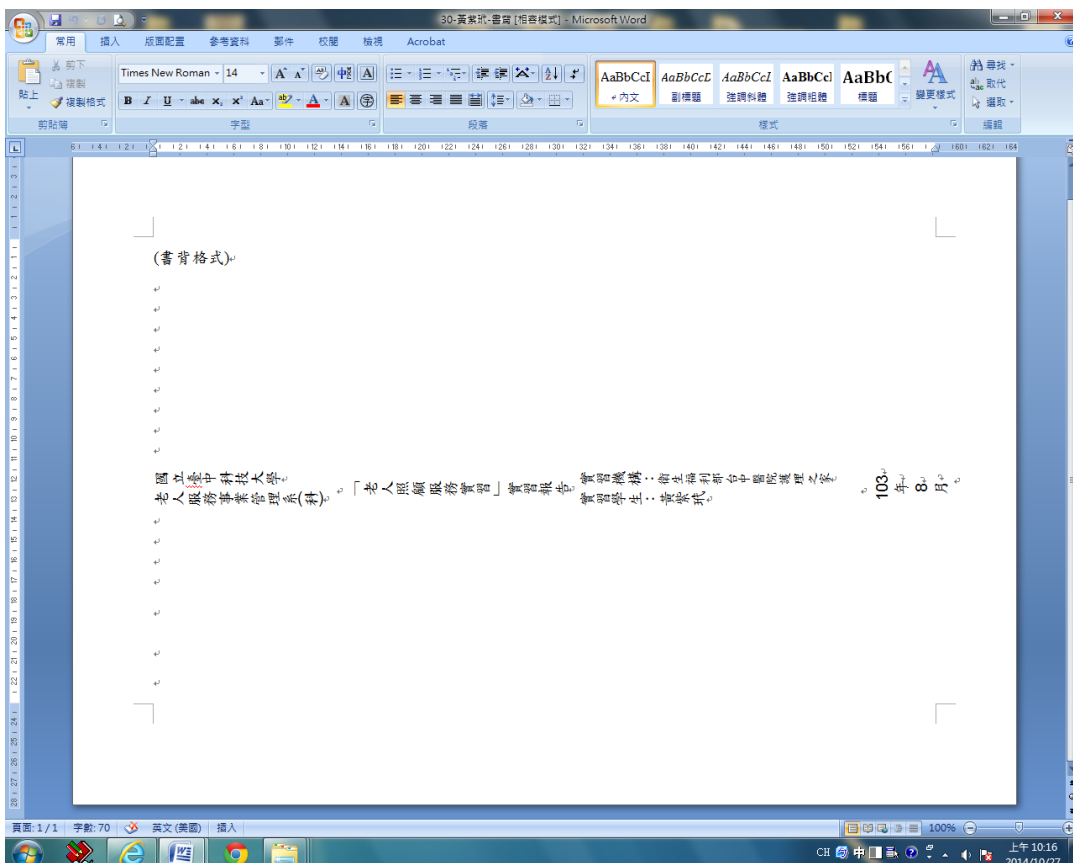 30-黃紫玳-書背 [相容模式] - Microsoft Word
常用 插入 版面配置 參考資料 郵件 校閱 檢視 Acrobat
貼上
剪下
複製
複製格式
剪貼簿
Times New Roman 14
字型
段落
AaBbCcI AaBbCcD AaBbCcI AaBbCcl AaBb(
內文 副標題 強調斜體 強調粗體 標題
變更樣式
樣式
尋找
取代
選取
編輯
(書背格式)
國立臺中科技大學
老人服務事業管理系(科)
「老人照顧服務實習」實習報告
實習機構：衛生福利部台中醫院護理之家
實習學生：黃紫玳
103年8月
頁面: 1/1 字數: 70 英文 (美國) 插入 100%
CH 中 上午 10:16
2014/10/27